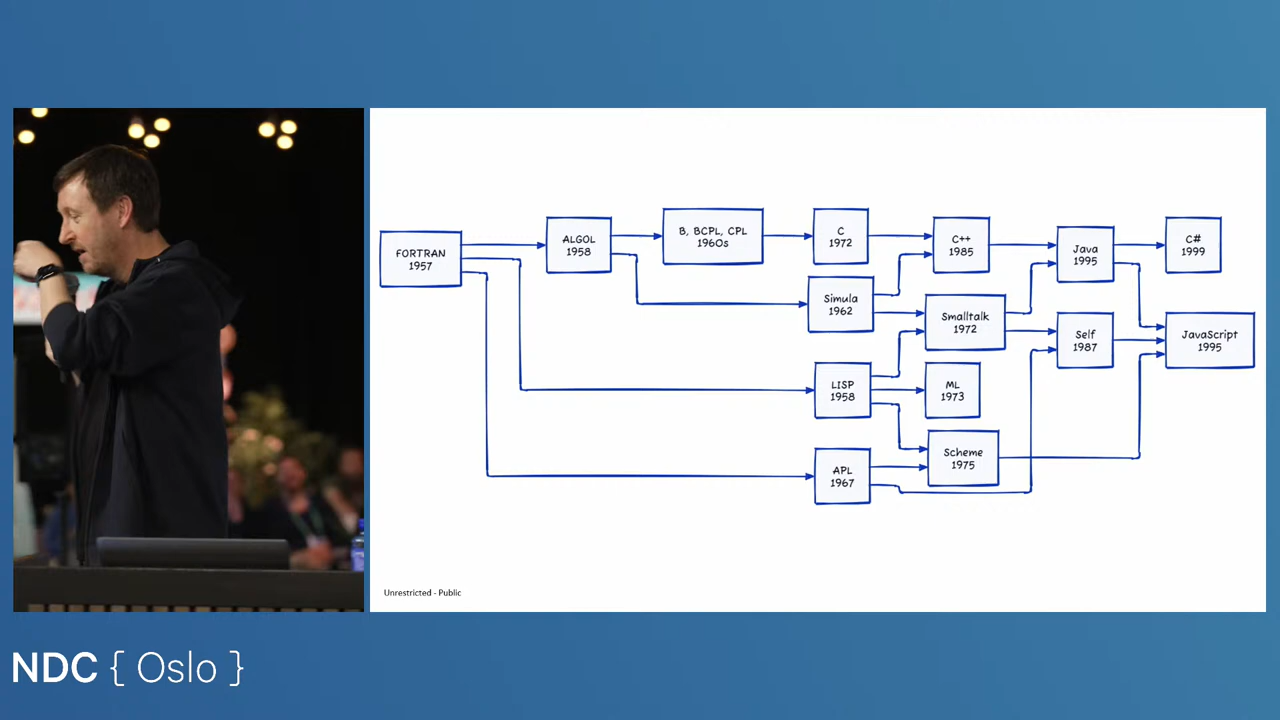 FORTRAN
1957
ALGOL
1958
B, BCPL, CPL
1960s
C
1972
C++
1985
Java
1995
C#
1999
Simula
1962
Smalltalk
1972
Self
1987
JavaScript
1995
LISP
1958
ML
1973
Scheme
1975
APL
1967
Unrestricted - Public
NDC { Oslo }